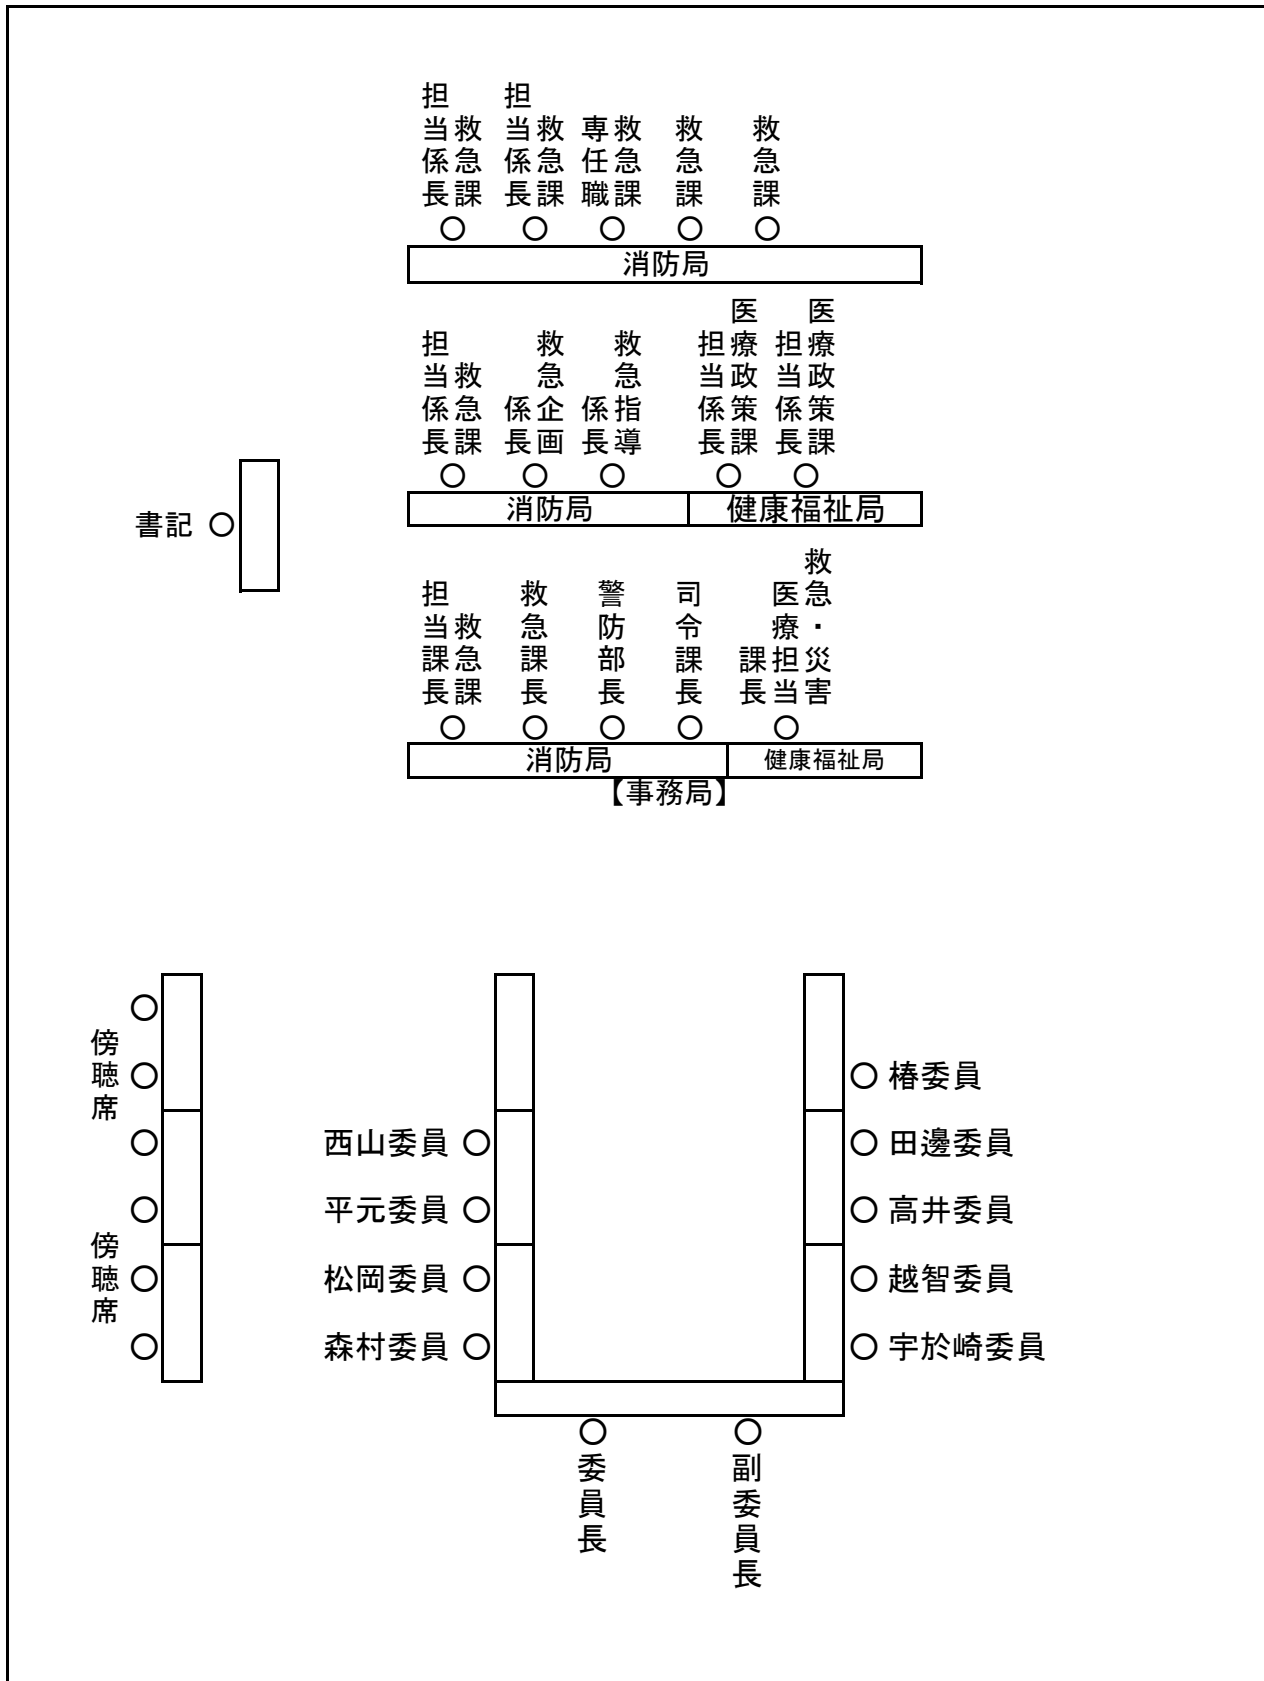 救急課
担当係長
救急課
担当係長
救急課
専任職
救急課
救急課
消防局
救急課
担当係長
救急企画
係長
救急指導
係長
医療政策課
担当係長
医療政策課
担当係長
消防局
健康福祉局
書記
救急課
担当課長
救急課長
警防部長
司令課長
救急・災害
医療担当
課長
消防局
健康福祉局
【事務局】
傍聴席
傍聴席
椿委員
西山委員
田邊委員
平元委員
高井委員
松岡委員
越智委員
森村委員
宇於崎委員
委員長
副委員長